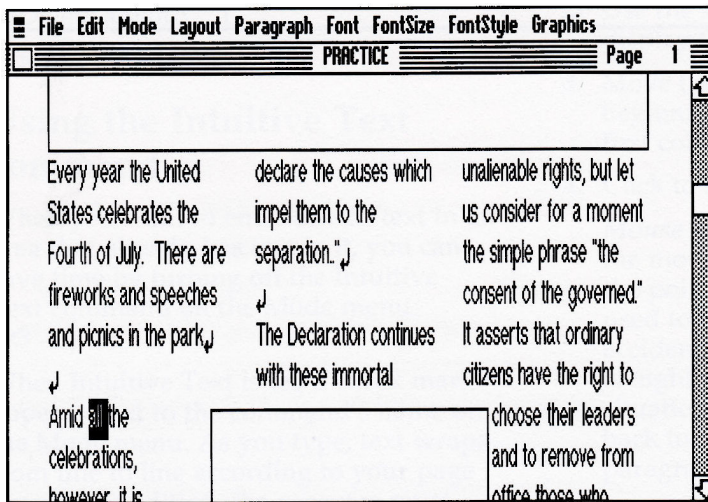 File Edit Mode Layout Paragraph Font FontSize FontStyle Graphics
PRACTICE Page 1
Every year the United
States celebrates the
Fourth of July. There are
fireworks and speeches
and picnics in the park
Amid all the
celebrations,
however, it is
declare the causes which
impel them to the
separation."
The Declaration continues
with these immortal
unalienable rights, but let
us consider for a moment
the simple phrase "the
consent of the governed."
It asserts that ordinary
citizens have the right to
choose their leaders
and to remove from
office those who